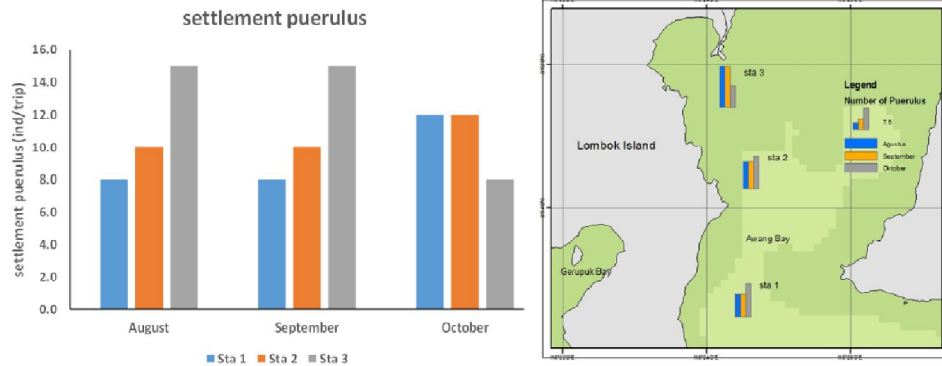 settlement puerulus
settlement puerulus (ind/trip)
16.0
14.0
12.0
10.0
8.0
6.0
4.0
2.0
0.0
August September October
Sta 1 Sta 2 Sta 3
sta 3
Legend
Number of Puerulus
7.5
Agustus
September
Oktober
Lombok Island
sta 2
Awang Bay
Gerupuk Bay
sta 1